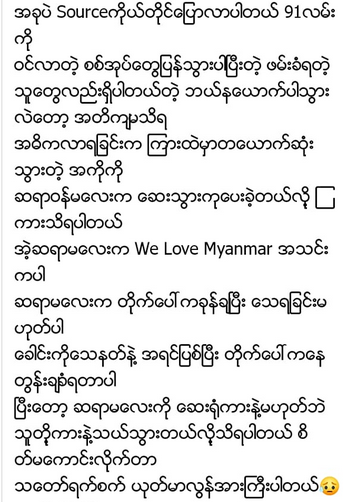 အခုပဲ Sourceကိုယ်တိုင်ပြောလာပါတယ် 91လမ်း
ကို
ဝင်လာတဲ့ စစ်အုပ်တွေပြန်သွားပါပြီးတဲ့ ဖမ်းခံရတဲ့
သူတွေလည်းရှိပါတယ်တဲ့ ဘယ်နယောက်ပါသွား
လဲတော့ အတိကျမသိရ
အဓိကလာရခြင်းက ကြားထဲမှာတယောက်ဆုံး
သွားတဲ့ အကိုကို
ဆရာဝန်မလေးက ဆေးသွားကုပေးခဲ့တယ်လို့ ကြ
ကားသိရပါတယ်
အဲ့ဆရာမလေးက We Love Myanmar အသင်း
ကပါ
ဆရာမလေးက တိုက်ပေါ်ကခုန်ချပြီး သေရခြင်းမ
ဟုတ်ပါ
ခေါင်းကိုသေနတ်နဲ့ အရင်ပြစ်ပြီး တိုက်ပေါ်ကနေ
တွန်းချခံရတာပါ
ပြီးတော့ ဆရာမလေးကို ဆေးရုံကားနဲ့မဟုတ်ဘဲ
သူတို့ကားနဲ့သယ်သွားတယ်လို့သိရပါတယ် စိ
တ်မကောင်းလိုက်တာ
သတော်ရက်စက် ယုတ်မာလွန်အားကြီးပါတယ်😥